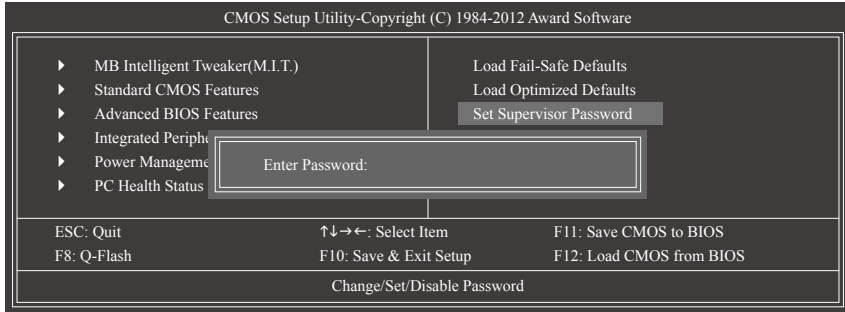 CMOS Setup Utility-Copyright (C) 1984-2012 Award Software
MB Intelligent Tweaker(M.I.T.)
Standard CMOS Features
Advanced BIOS Features
Integrated Periphe
Power Manageme
PC Health Status
Load Fail-Safe Defaults
Load Optimized Defaults
Set Supervisor Password
Enter Password:
ESC: Quit
↑↓→←: Select Item
F11: Save CMOS to BIOS
F8: Q-Flash
F10: Save & Exit Setup
F12: Load CMOS from BIOS
Change/Set/Disable Password